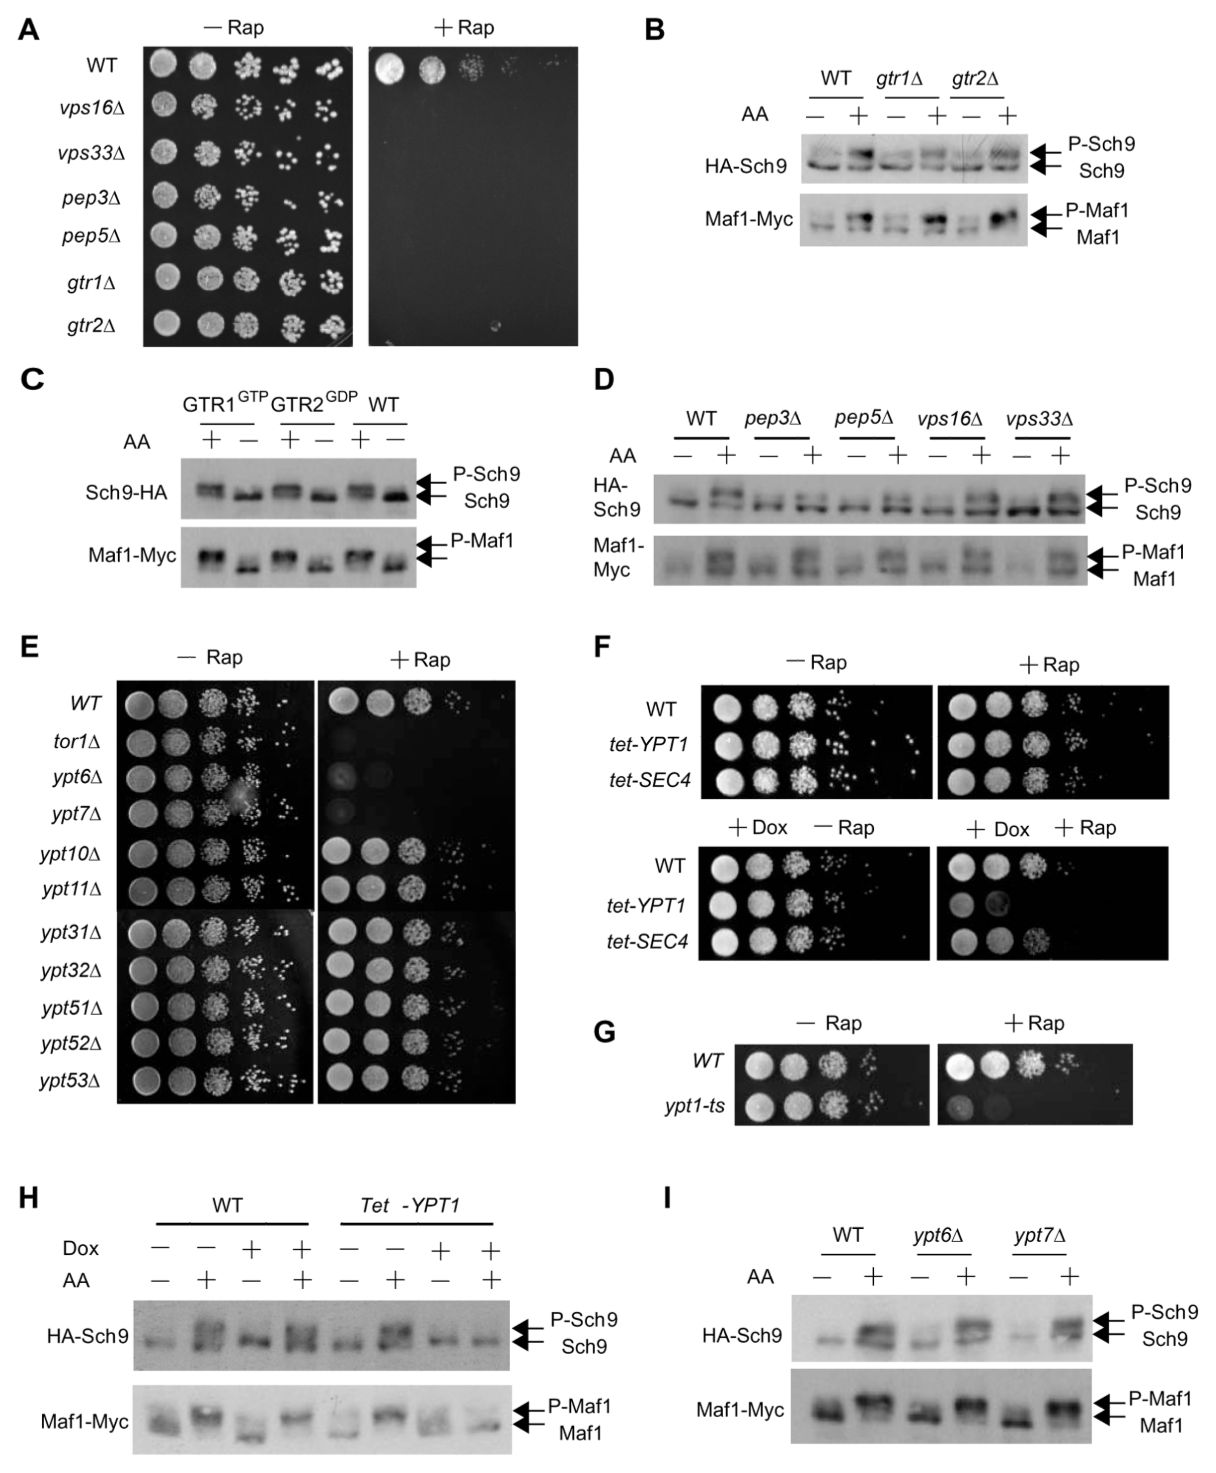 A
— Rap
+ Rap
WT
vps16Δ
vps33Δ
pep3Δ
pep5Δ
gtr1Δ
gtr2Δ
B
WT gtr1Δ gtr2Δ
AA — + — + — +
HA-Sch9
P-Sch9
Sch9
Maf1-Myc
P-Maf1
Maf1
C
GTR1GTP GTR2GDP WT
AA + — + — + —
Sch9-HA
P-Sch9
Sch9
Maf1-Myc
P-Maf1
D
WT pep3Δ pep5Δ vps16Δ vps33Δ
AA — + — + — + — + — +
HA-
Sch9
P-Sch9
Sch9
Maf1-
Myc
P-Maf1
Maf1
E
— Rap
+ Rap
WT
tor1Δ
ypt6Δ
ypt7Δ
ypt10Δ
ypt11Δ
ypt31Δ
ypt32Δ
ypt51Δ
ypt52Δ
ypt53Δ
F
— Rap
+ Rap
WT
tet-YPT1
tet-SEC4
+ Dox — Rap
+ Dox + Rap
WT
tet-YPT1
tet-SEC4
G
— Rap
+ Rap
WT
ypt1-ts
H
WT Tet -YPT1
Dox — — + + — — + +
AA — + — + — + — +
HA-Sch9
P-Sch9
Sch9
Maf1-Myc
P-Maf1
Maf1
I
WT ypt6Δ ypt7Δ
AA — + — + — +
HA-Sch9
P-Sch9
Sch9
Maf1-Myc
P-Maf1
Maf1